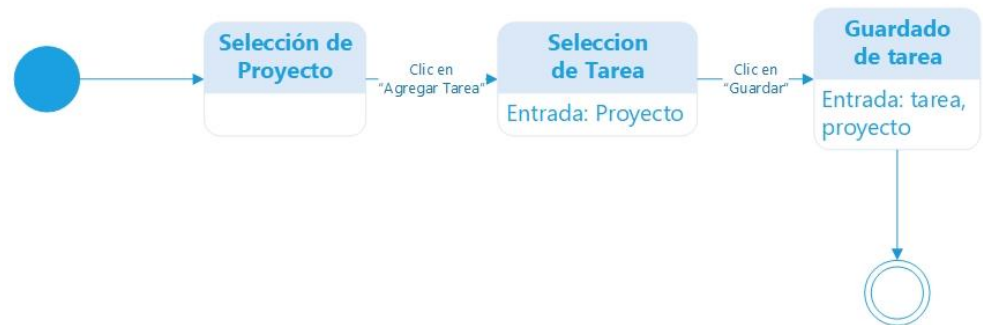 Selección de
Proyecto
Clic en
"Agregar Tarea"
Seleccion
de Tarea
Entrada: Proyecto
Clic en
"Guardar"
Guardado
de tarea
Entrada: tarea,
proyecto